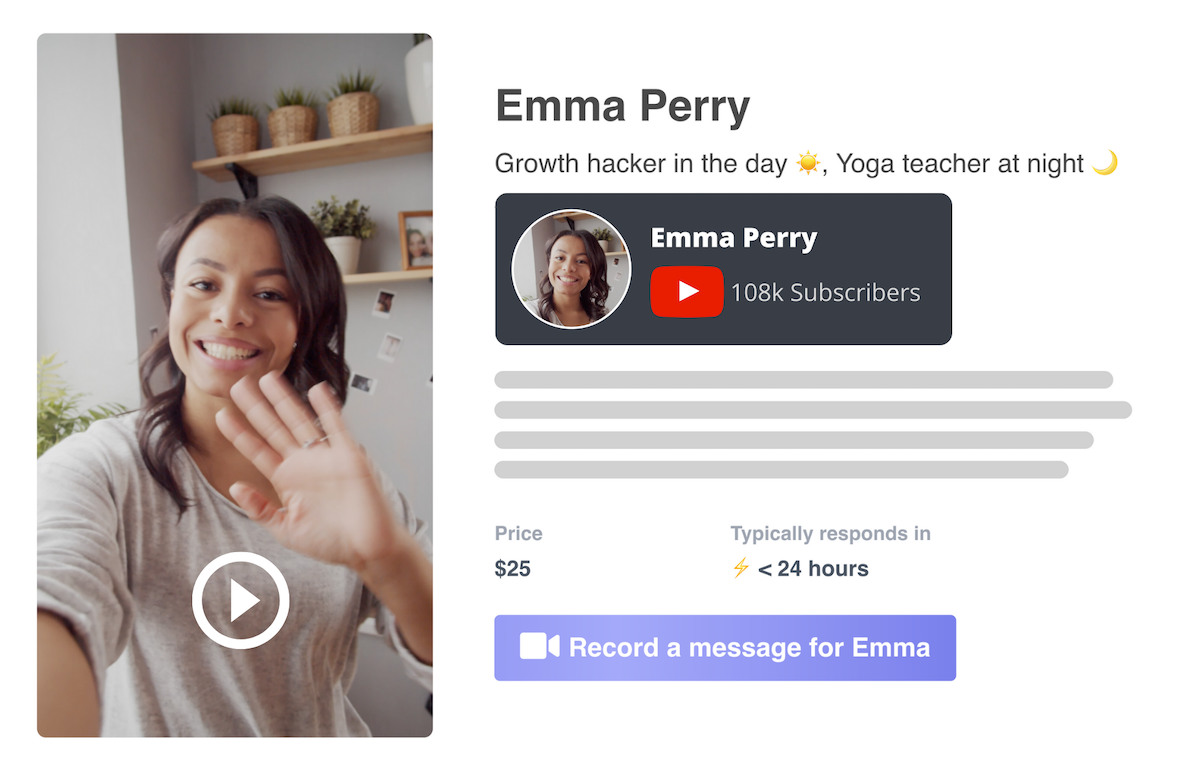 Emma Perry
Growth hacker in the day ☀️, Yoga teacher at night 🌙
Emma Perry
108k Subscribers
Price
$25
Typically responds in
⚡ < 24 hours
Record a message for Emma